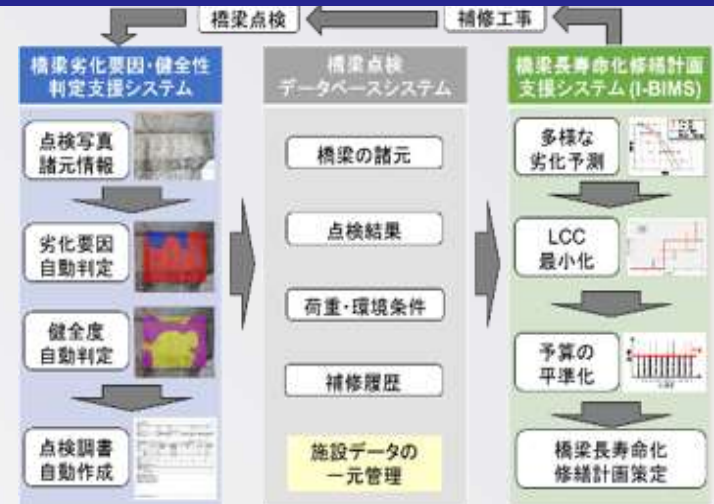 橋梁点検
補修工事
橋梁劣化要因・健全性
判定支援システム
点検写真
諸元情報
劣化要因
自動判定
健全度
自動判定
点検調書
自動作成
橋梁点検
データベースシステム
橋梁の諸元
点検結果
荷重・環境条件
補修履歴
施設データの
一元管理
橋梁長寿命化修繕計画
支援システム(I-BIMS)
多様な
劣化予測
LCC
最小化
予算の
平準化
橋梁長寿命化
修繕計画策定